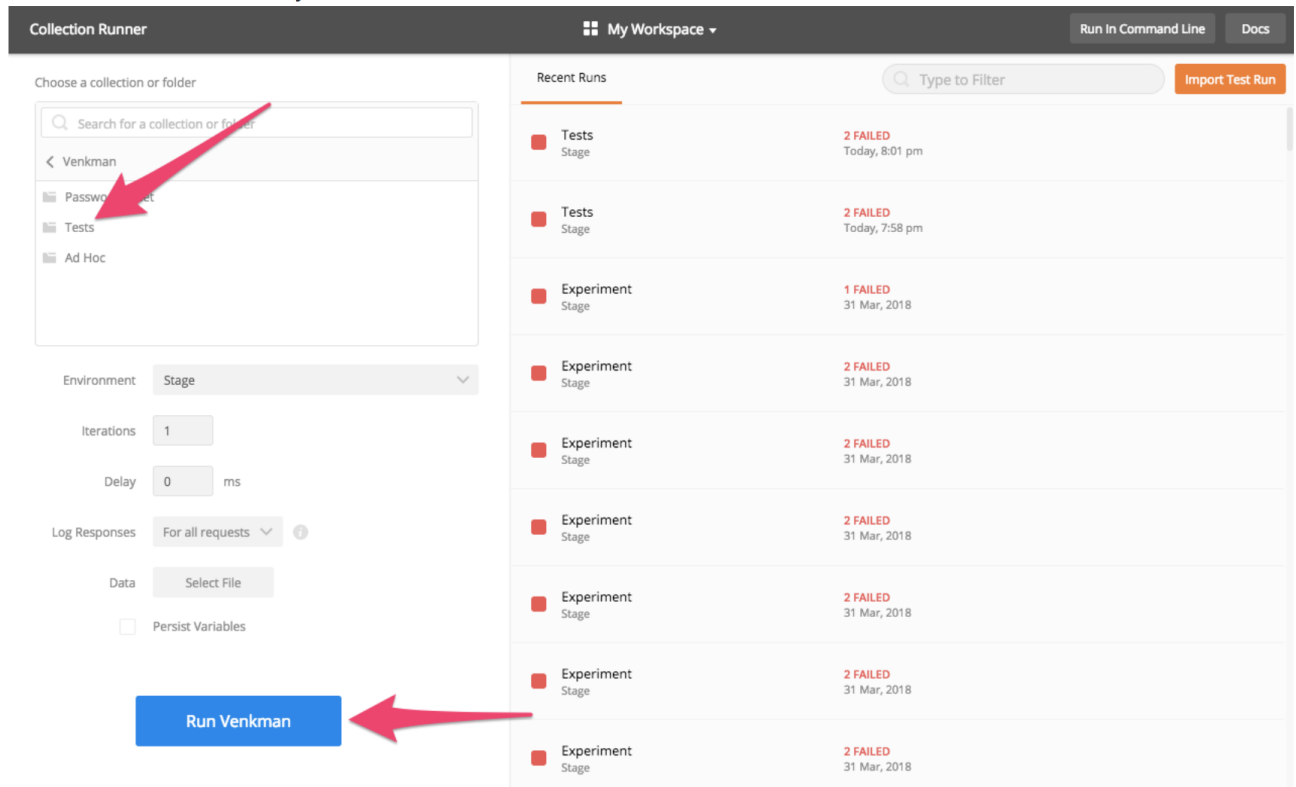 Collection Runner
My Workspace
Run In Command Line
Docs
Choose a collection or folder
Search for a collection or folder
Venkman
Tests
Ad Hoc
Environment
Stage
Iterations
1
Delay
0
ms
Log Responses
For all requests
Data
Select File
Persist Variables
Run Venkman
Recent Runs
Type to Filter
Import Test Run
Tests
2 FAILED
Stage
Today, 8:01 pm
Tests
2 FAILED
Stage
Today, 7:58 pm
Experiment
1 FAILED
Stage
31 Mar, 2018
Experiment
2 FAILED
Stage
31 Mar, 2018
Experiment
2 FAILED
Stage
31 Mar, 2018
Experiment
2 FAILED
Stage
31 Mar, 2018
Experiment
2 FAILED
Stage
31 Mar, 2018
Experiment
2 FAILED
Stage
31 Mar, 2018
Experiment
2 FAILED
Stage
31 Mar, 2018